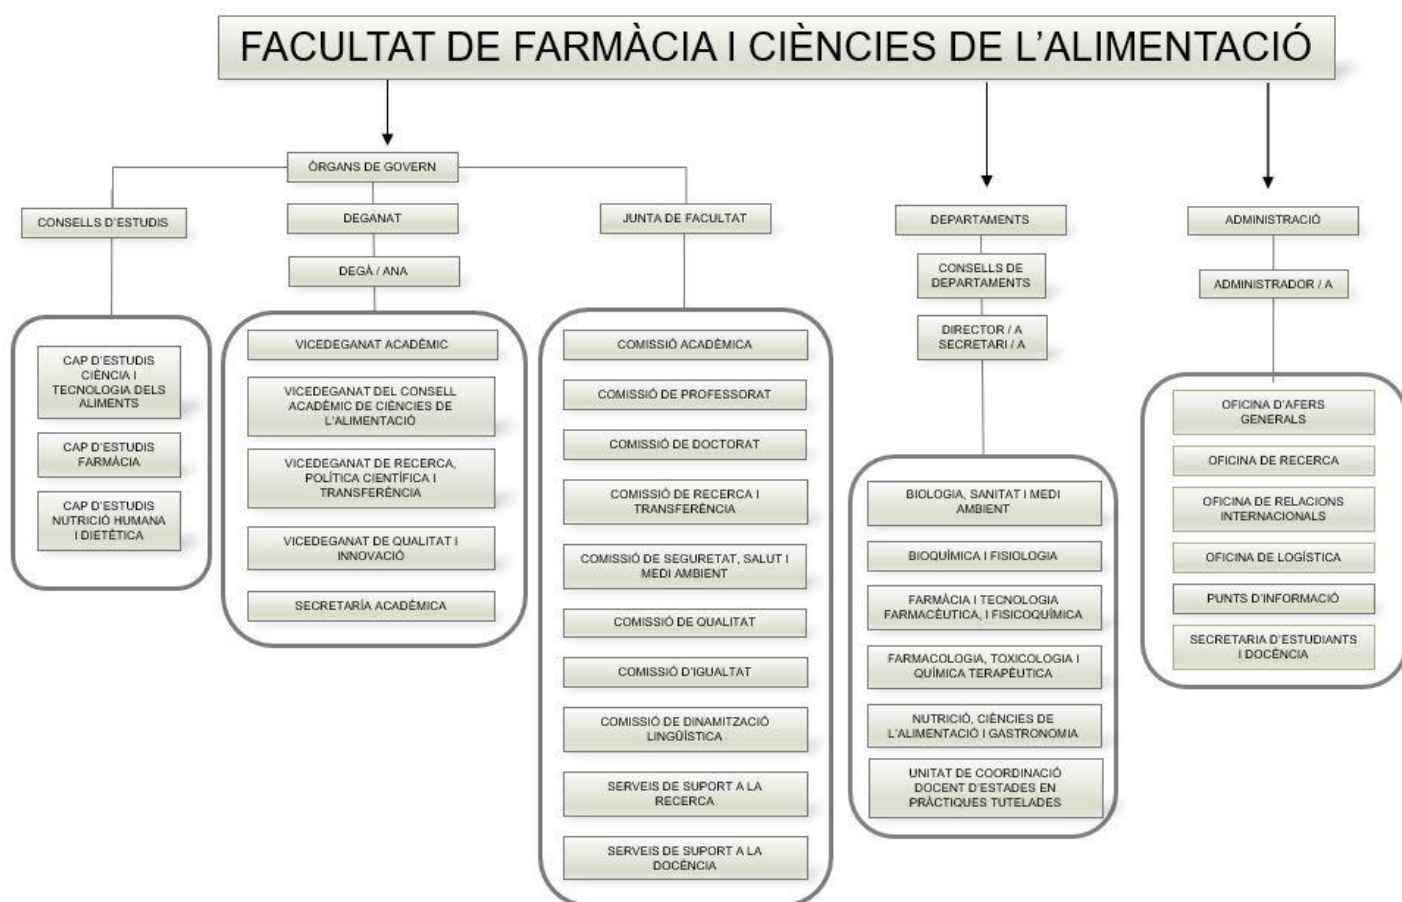 FACULTAT DE FARMÀCIA I CIÈNCIES DE L'ALIMENTACIÓ
ÒRGANS DE GOVERN
CONSELLS D'ESTUDIS
DEGANAT
JUNTA DE FACULTAT
DEPARTAMENTS
ADMINISTRACIÓ
DEGÀ / ANA
CONSELLS DE
DEPARTAMENTS
ADMINISTRADOR / A
DIRECTOR / A
SECRETARI / A
CAP D'ESTUDIS
CIÈNCIA I
TECNOLOGIA DELS
ALIMENTS
CAP D'ESTUDIS
FARMÀCIA
CAP D'ESTUDIS
NUTRICIÓ HUMANA
I DIETÈTICA
VICEDEGANAT ACADÈMIC
VICEDEGANAT DEL CONSELL
ACADÈMIC DE CIÈNCIES DE
L'ALIMENTACIÓ
VICEDEGANAT DE RECERCA,
POLÍTICA CIENTÍFICA I
TRANSFERÈNCIA
VICEDEGANAT DE QUALITAT I
INNOVACIÓ
SECRETARÍA ACADÈMICA
COMISSIÓ ACADÈMICA
COMISSIÓ DE PROFESSORAT
COMISSIÓ DE DOCTORAT
COMISSIÓ DE RECERCA I
TRANSFERÈNCIA
COMISSIÓ DE SEGURETAT, SALUT I
MEDI AMBIENT
COMISSIÓ DE QUALITAT
COMISSIÓ D'IGUALTAT
COMISSIÓ DE DINAMITZACIÓ
LINGÜÍSTICA
SERVEIS DE SUPORT A LA
RECERCA
SERVEIS DE SUPORT A LA
DOCÈNCIA
BIOLOGIA, SANITAT I MEDI
AMBIENT
BIOQUÍMICA I FISIOLOGIA
FARMÀCIA I TECNOLOGIA
FARMACÈUTICA, I FISICOQUÍMICA
FARMACOLOGIA, TOXICOLOGIA I
QUÍMICA TERAPÈUTICA
NUTRICIÓ, CIÈNCIES DE
L'ALIMENTACIÓ I GASTRONOMIA
UNITAT DE COORDINACIÓ
DOCENT D'ESTADES EN
PRÀCTIQUES TUTELADES
OFICINA D'AFERS
GENERALS
OFICINA DE RECERCA
OFICINA DE RELACIONS
INTERNACIONALS
OFICINA DE LOGÍSTICA
PUNTS D'INFORMACIÓ
SECRETARIA D'ESTUDIANTS
I DOCÈNCIA